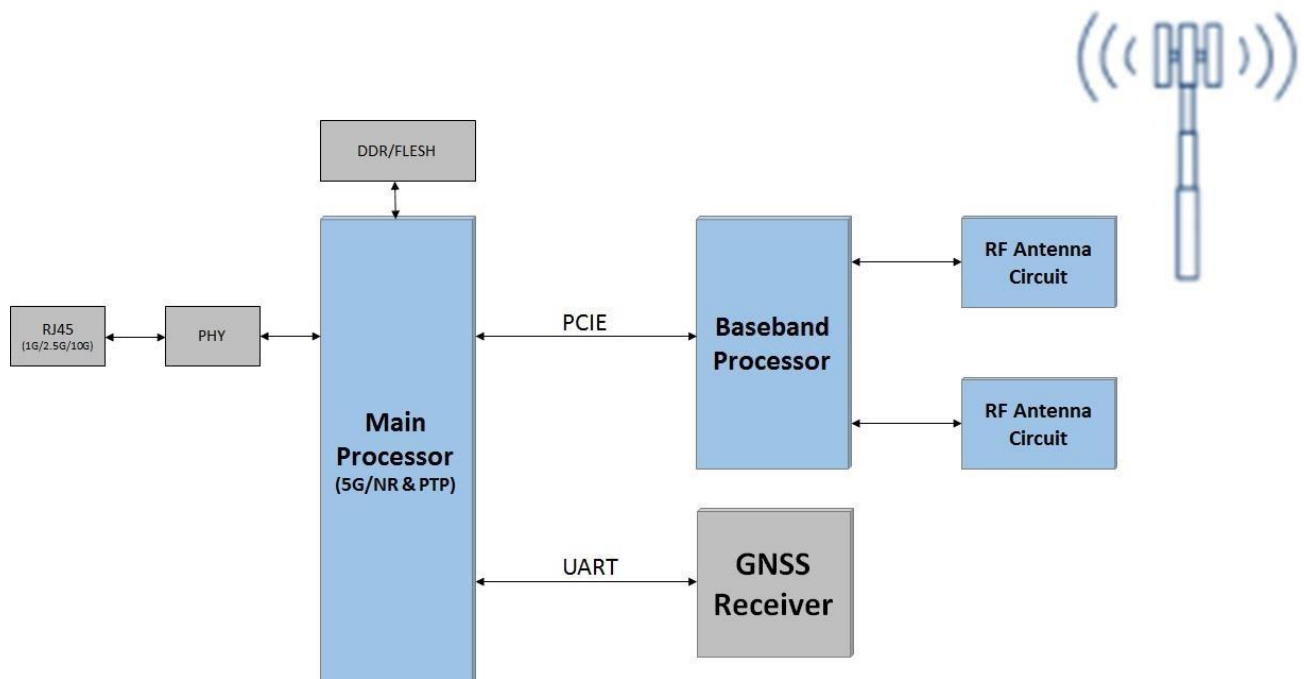 DDR/FLESH
RJ45
(1G/2.5G/10G)
PHY
Main
Processor
(5G/NR & PTP)
PCIE
Baseband
Processor
RF Antenna
Circuit
RF Antenna
Circuit
UART
GNSS
Receiver